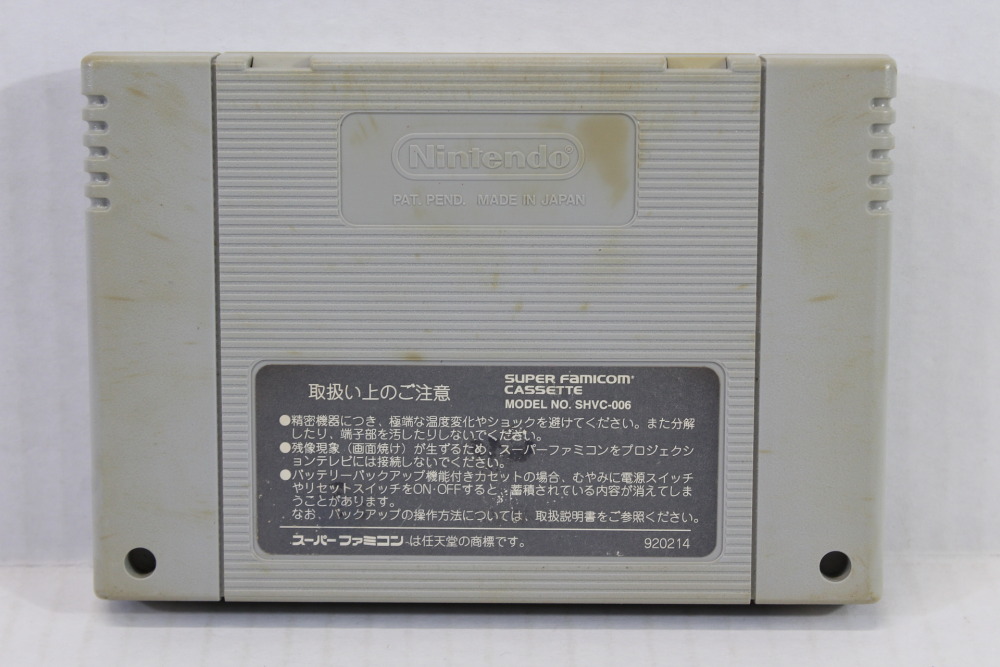 Nintendo®
PAT. PEND. MADE IN JAPAN
取扱い上のご注意
SUPER FAMICOM®
CASSETTE
MODEL NO. SHVC-006
●精密機器につき、極端な温度変化やショックを避けてください。また分解
したり、端子部を汚したりしないでください。
●残像現象（画面焼け）が生ずるため、スーパーファミコンをプロジェクシ
ョンテレビには接続しないでください。
●バッテリーバックアップ機能付きカセットの場合、むやみに電源スイッチ
やリセットスイッチをON・OFFすると、蓄積されている内容が消えてしま
うことがあります。
なお、バックアップの操作方法については、取扱説明書をご参照ください。
スーパーファミコンは任天堂の商標です。
920214